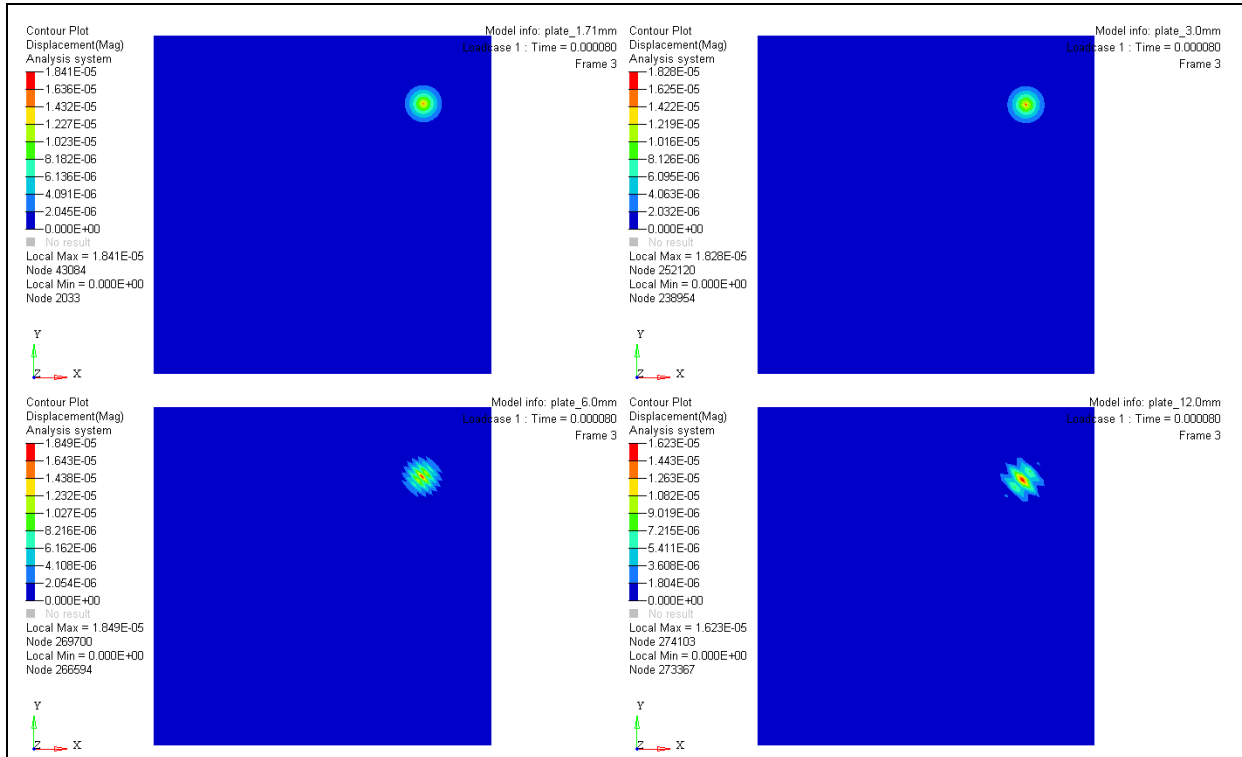 Contour Plot
Displacement(Mag)
Analysis system
1.841E-05
1.636E-05
1.432E-05
1.227E-05
1.023E-05
8.182E-06
6.136E-06
4.091E-06
2.045E-06
0.000E+00
No result
Local Max = 1.841E-05
Node 43084
Local Min = 0.000E+00
Node 2033
Y
Z X
Model info: plate_1.71mm
Loadcase 1 : Time = 0.000080
Frame 3
Contour Plot
Displacement(Mag)
Analysis system
1.828E-05
1.625E-05
1.422E-05
1.219E-05
1.016E-05
8.126E-06
6.095E-06
4.063E-06
2.032E-06
0.000E+00
No result
Local Max = 1.828E-05
Node 252120
Local Min = 0.000E+00
Node 238954
Y
Z X
Model info: plate_3.0mm
Loadcase 1 : Time = 0.000080
Frame 3
Contour Plot
Displacement(Mag)
Analysis system
1.849E-05
1.643E-05
1.438E-05
1.232E-05
1.027E-05
8.216E-06
6.162E-06
4.108E-06
2.054E-06
0.000E+00
No result
Local Max = 1.849E-05
Node 269700
Local Min = 0.000E+00
Node 266594
Y
Z X
Model info: plate_6.0mm
Loadcase 1 : Time = 0.000080
Frame 3
Contour Plot
Displacement(Mag)
Analysis system
1.623E-05
1.443E-05
1.263E-05
1.082E-05
9.019E-06
7.215E-06
5.411E-06
3.608E-06
1.804E-06
0.000E+00
No result
Local Max = 1.623E-05
Node 274103
Local Min = 0.000E+00
Node 273367
Y
Z X
Model info: plate_12.0mm
Loadcase 1 : Time = 0.000080
Frame 3